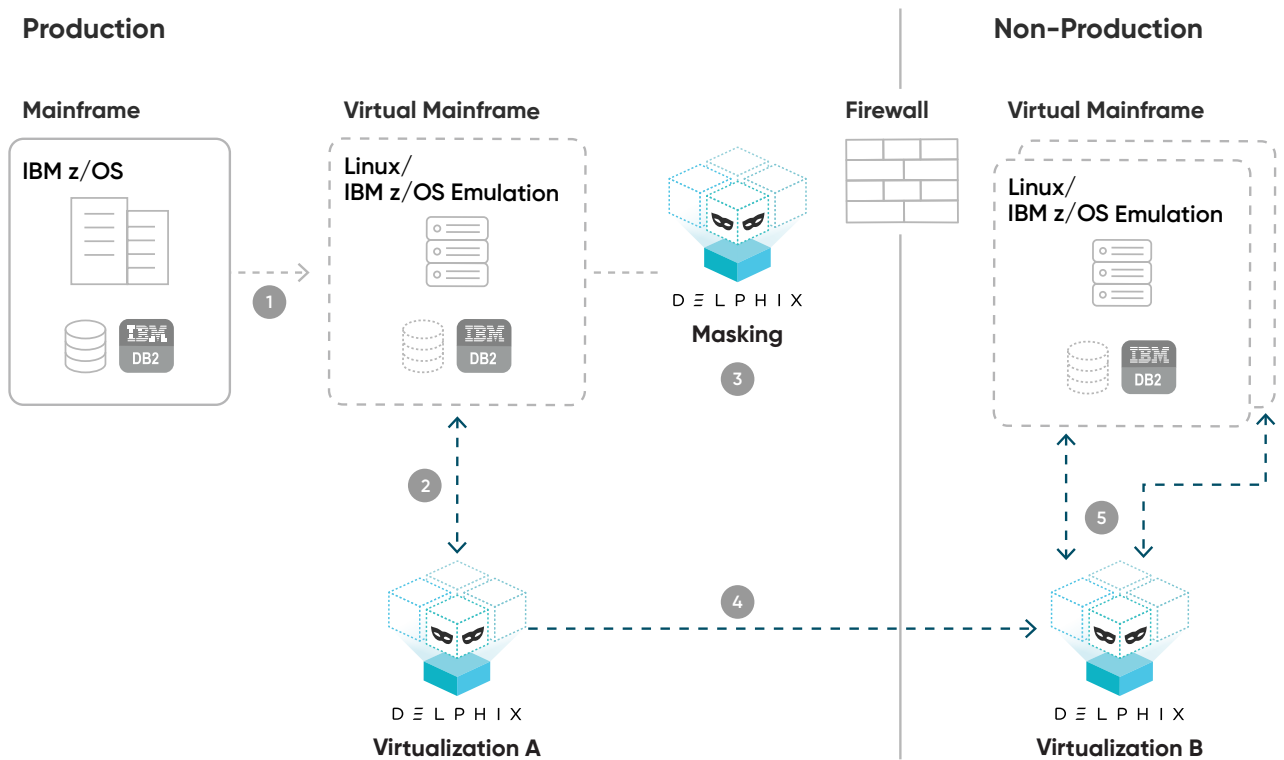 Production
Non-Production
Mainframe
Virtual Mainframe
Firewall
Virtual Mainframe
IBM z/OS
Linux/
IBM z/OS Emulation
Linux/
IBM z/OS Emulation
1
IBM
DB2
IBM
DB2
DELPHIX
Masking
3
IBM
DB2
2
5
4
DELPHIX
Virtualization A
DELPHIX
Virtualization B